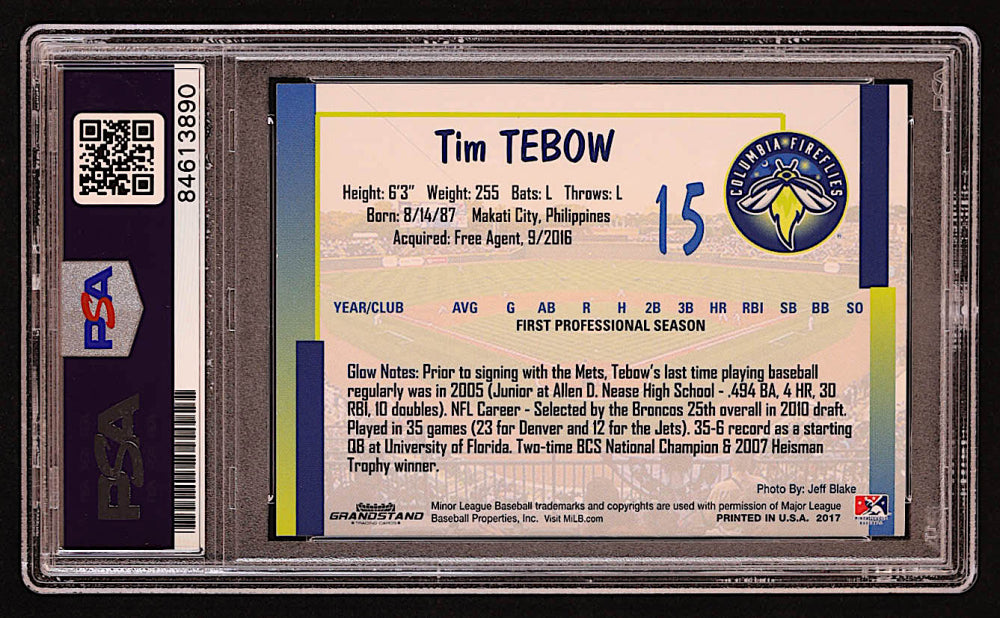 84613890
PSA
PSA
Tim TEBOW
Height: 6'3" Weight: 255 Bats: L Throws: L
Born: 8/14/87 Makati City, Philippines
Acquired: Free Agent, 9/2016
15
COLUMBIA FIREFLIES
YEAR/CLUB AVG G AB R H 2B 3B HR RBI SB BB SO
FIRST PROFESSIONAL SEASON
Glow Notes: Prior to signing with the Mets, Tebow's last time playing baseball
regularly was in 2005 (Junior at Allen D. Nease High School - .494 BA, 4 HR, 30
RBI, 10 doubles). NFL Career - Selected by the Broncos 25th overall in 2010 draft.
Played in 35 games (23 for Denver and 12 for the Jets). 35-6 record as a starting
QB at University of Florida. Two-time BCS National Champion & 2007 Heisman
Trophy winner.
Photo By: Jeff Blake
GRANDSTAND
TRADING CARDS
Minor League Baseball trademarks and copyrights are used with permission of Major League
Baseball Properties, Inc. Visit MiLB.com
PRINTED IN U.S.A. 2017